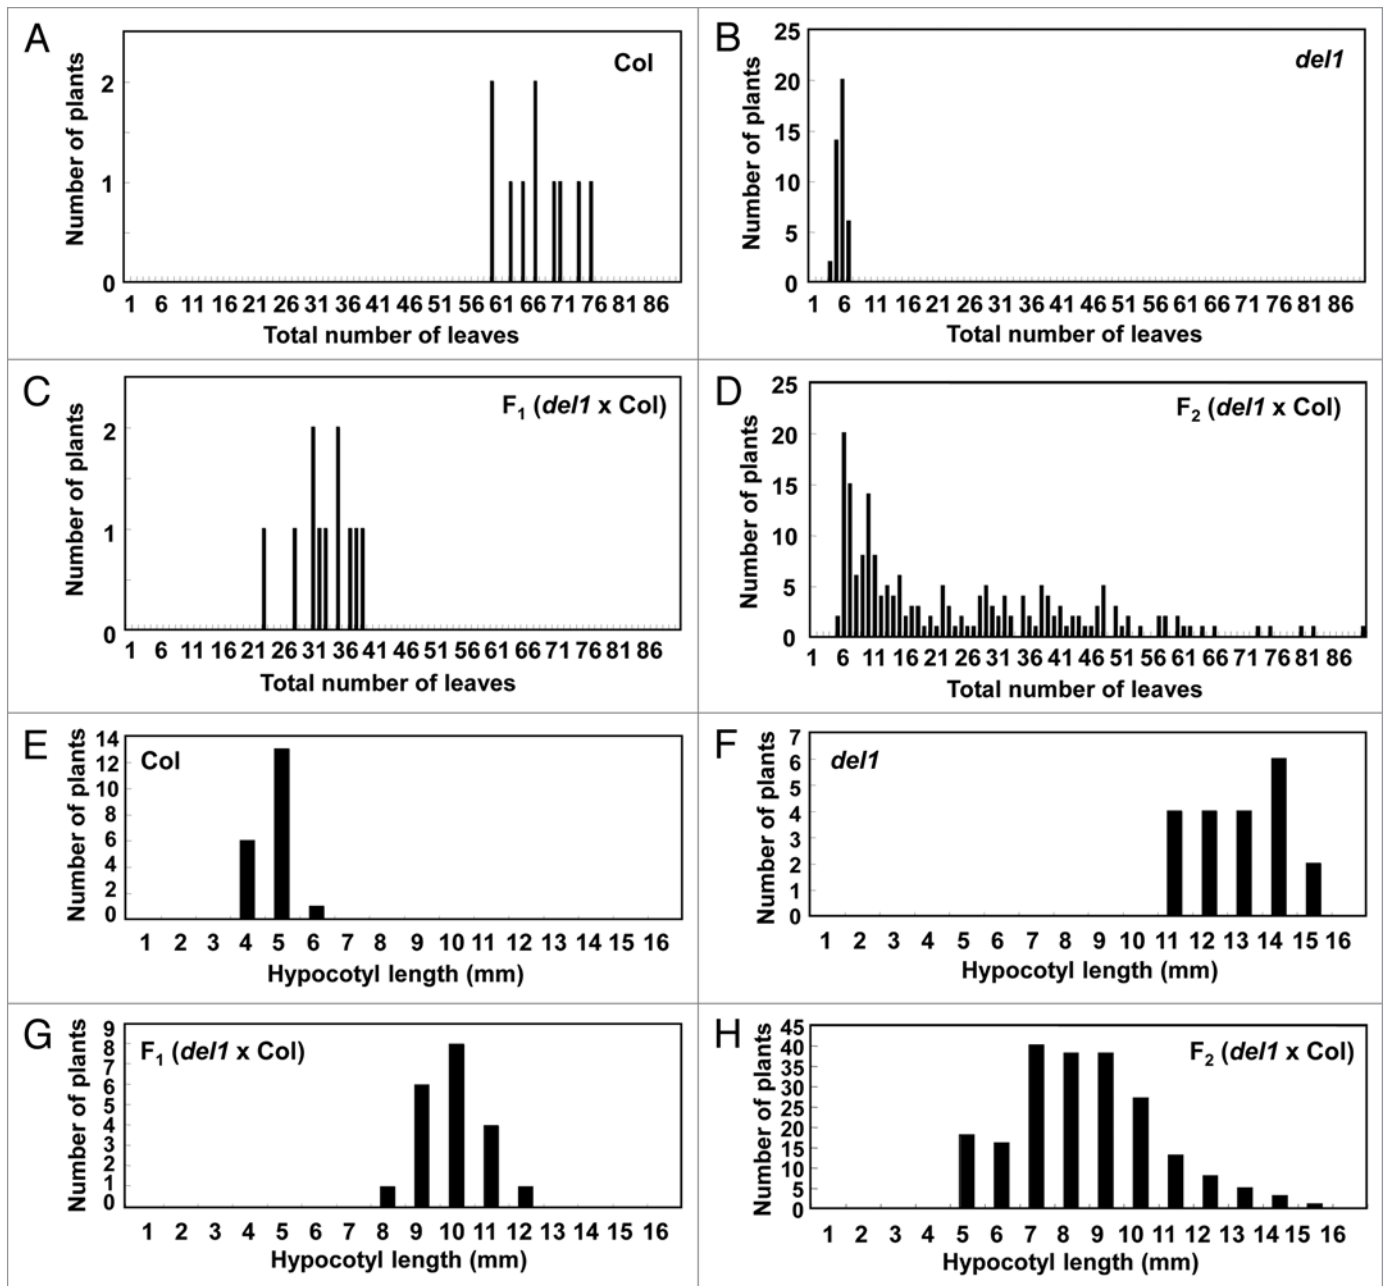 A
Number of plants
Col
2
1
0
1 6 11 16 21 26 31 36 41 46 51 56 61 66 71 76 81 86
Total number of leaves
B
Number of plants
del1
25
20
15
10
5
0
1 6 11 16 21 26 31 36 41 46 51 56 61 66 71 76 81 86
Total number of leaves
C
Number of plants
F1 (del1 x Col)
2
1
0
1 6 11 16 21 26 31 36 41 46 51 56 61 66 71 76 81 86
Total number of leaves
D
Number of plants
F2 (del1 x Col)
25
20
15
10
5
0
1 6 11 16 21 26 31 36 41 46 51 56 61 66 71 76 81 86
Total number of leaves
E
Number of plants
Col
14
12
10
8
6
4
2
0
1 2 3 4 5 6 7 8 9 10 11 12 13 14 15 16
Hypocotyl length (mm)
F
Number of plants
del1
7
6
5
4
3
2
1
0
1 2 3 4 5 6 7 8 9 10 11 12 13 14 15 16
Hypocotyl length (mm)
G
Number of plants
F1 (del1 x Col)
9
8
7
6
5
4
3
2
1
0
1 2 3 4 5 6 7 8 9 10 11 12 13 14 15 16
Hypocotyl length (mm)
H
Number of plants
F2 (del1 x Col)
45
40
35
30
25
20
15
10
5
0
1 2 3 4 5 6 7 8 9 10 11 12 13 14 15 16
Hypocotyl length (mm)